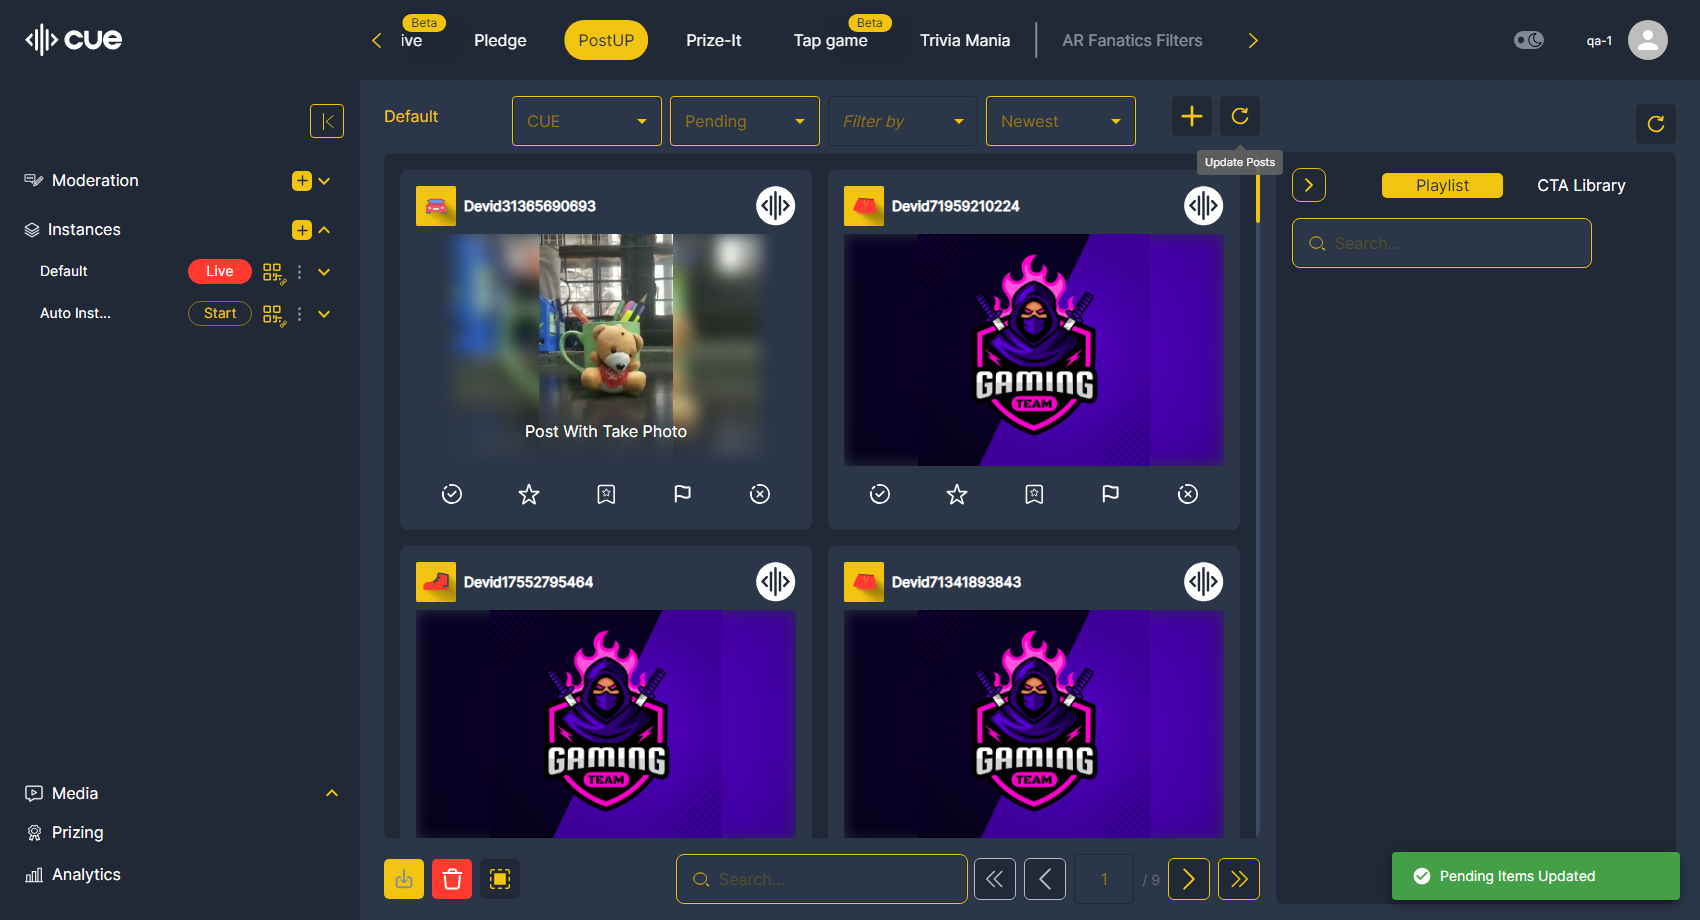 cue
Beta
ive
Pledge
PostUP
Prize-It
Beta
Tap game
Trivia Mania
AR Fanatics Filters
qa-1
Moderation
Instances
Default
Live
Auto Inst...
Start
Media
Prizing
Analytics
Default
CUE
Pending
Filter by
Newest
Update Posts
Devid31365690693
Post With Take Photo
Devid71959210224
GAMING
TEAM
Devid17552795464
GAMING
TEAM
Devid71341893843
GAMING
TEAM
Search...
1
/ 9
Playlist
CTA Library
Search...
Pending Items Updated